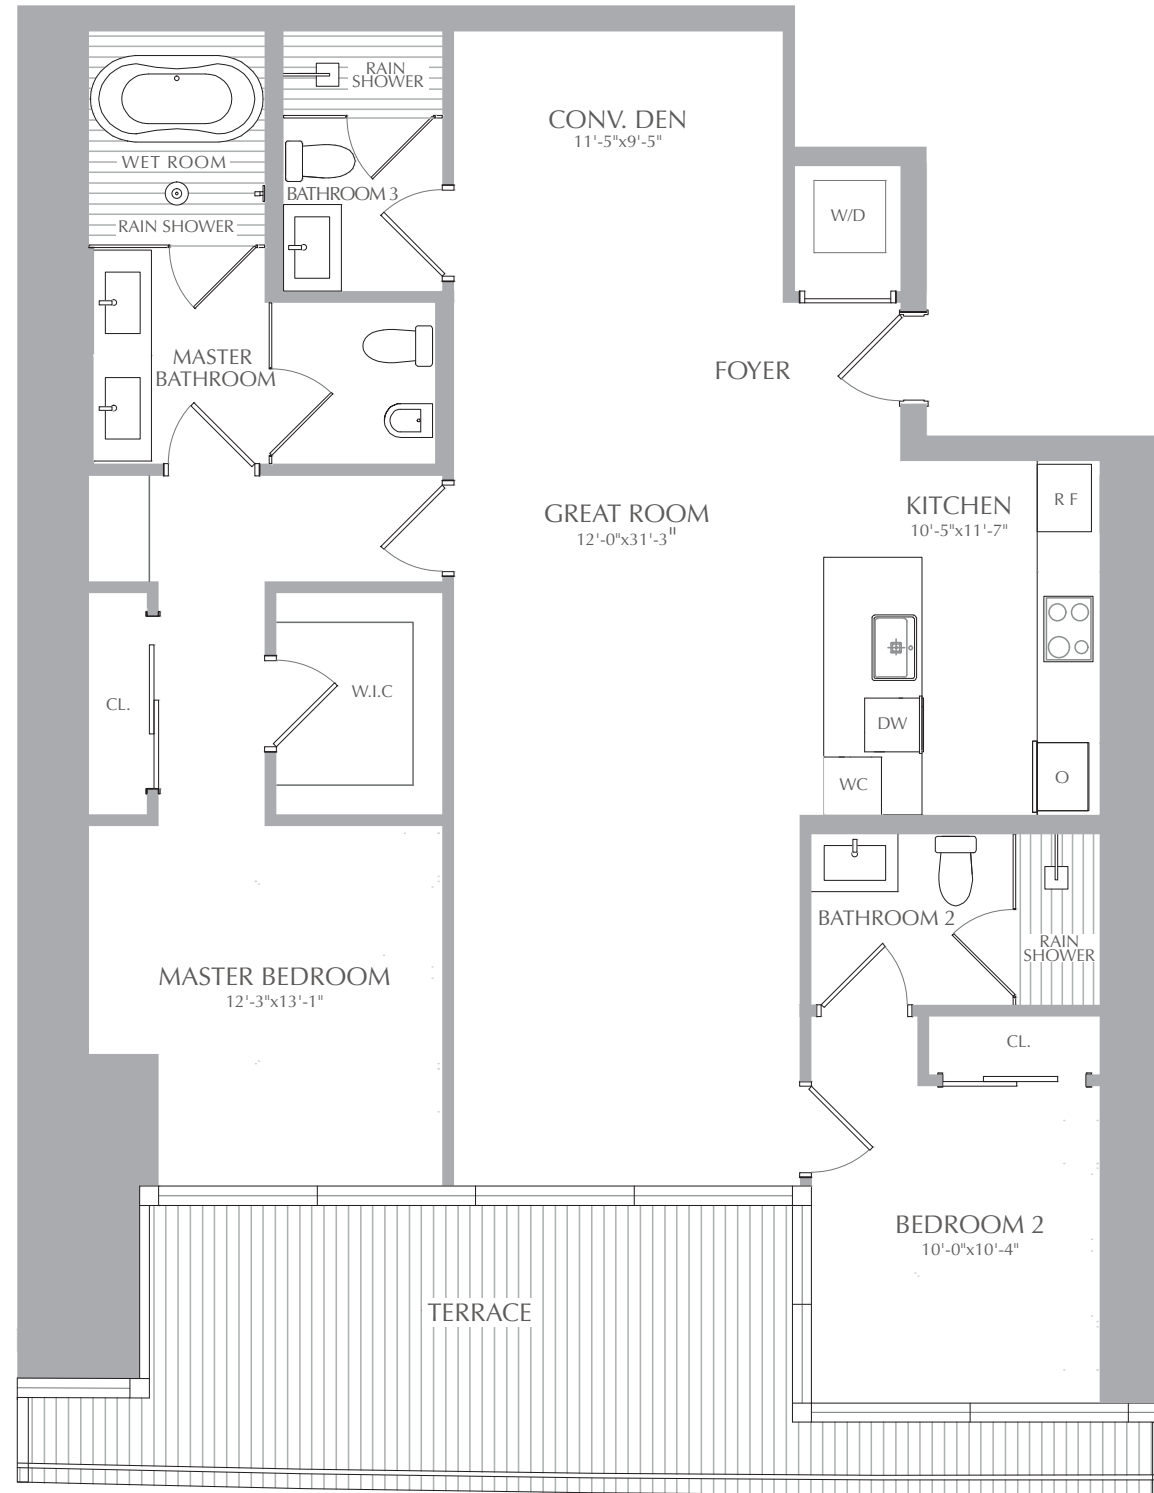 RAIN
SHOWER
CONV. DEN
11'-5"x9'-5"
WET ROOM
BATHROOM 3
RAIN SHOWER
W/D
MASTER
BATHROOM
FOYER
GREAT ROOM
12'-0"x31'-3"
KITCHEN
10'-5"x11'-7"
R F
CL.
W.I.C
DW
WC
O
BATHROOM 2
RAIN
SHOWER
MASTER BEDROOM
12'-3"x13'-1"
CL.
BEDROOM 2
10'-0"x10'-4"
TERRACE